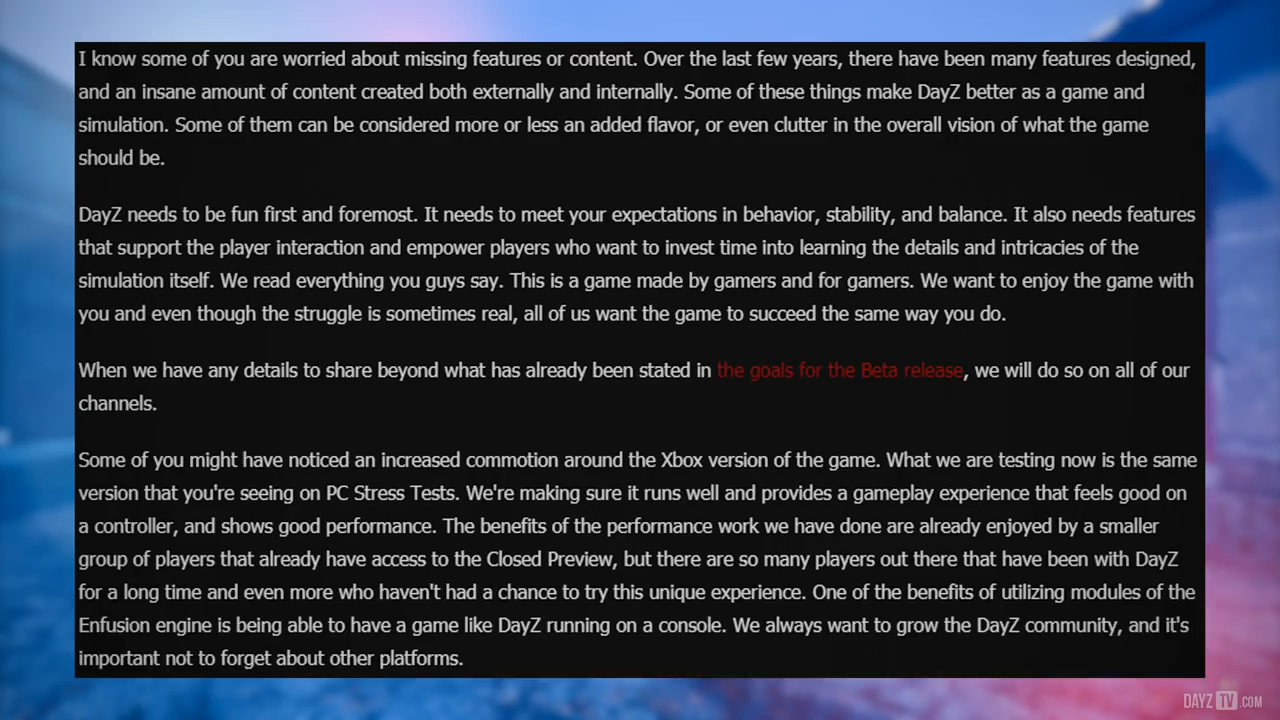 I know some of you are worried about missing features or content. Over the last few years, there have been many features designed,
and an insane amount of content created both externally and internally. Some of these things make DayZ better as a game and
simulation. Some of them can be considered more or less an added flavor, or even clutter in the overall vision of what the game
should be.
DayZ needs to be fun first and foremost. It needs to meet your expectations in behavior, stability, and balance. It also needs features
that support the player interaction and empower players who want to invest time into learning the details and intricacies of the
simulation itself. We read everything you guys say. This is a game made by gamers and for gamers. We want to enjoy the game with
you and even though the struggle is sometimes real, all of us want the game to succeed the same way you do.
When we have any details to share beyond what has already been stated in the goals for the Beta release, we will do so on all of our
channels.
Some of you might have noticed an increased commotion around the Xbox version of the game. What we are testing now is the same
version that you're seeing on PC Stress Tests. We're making sure it runs well and provides a gameplay experience that feels good on
a controller, and shows good performance. The benefits of the performance work we have done are already enjoyed by a smaller
group of players that already have access to the Closed Preview, but there are so many players out there that have been with DayZ
for a long time and even more who haven't had a chance to try this unique experience. One of the benefits of utilizing modules of the
Enfusion engine is being able to have a game like DayZ running on a console. We always want to grow the DayZ community, and it's
important not to forget about other platforms.
DAYZ TV .COM